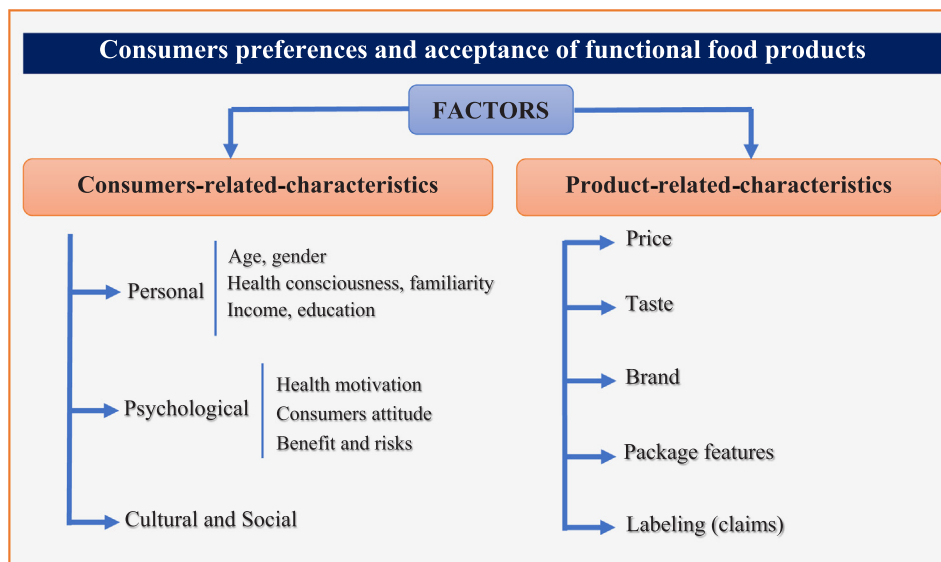 Consumers preferences and acceptance of functional food products
FACTORS
Consumers-related-characteristics
Personal
Age, gender
Health consciousness, familiarity
Income, education
Psychological
Health motivation
Consumers attitude
Benefit and risks
Cultural and Social
Product-related-characteristics
Price
Taste
Brand
Package features
Labeling (claims)